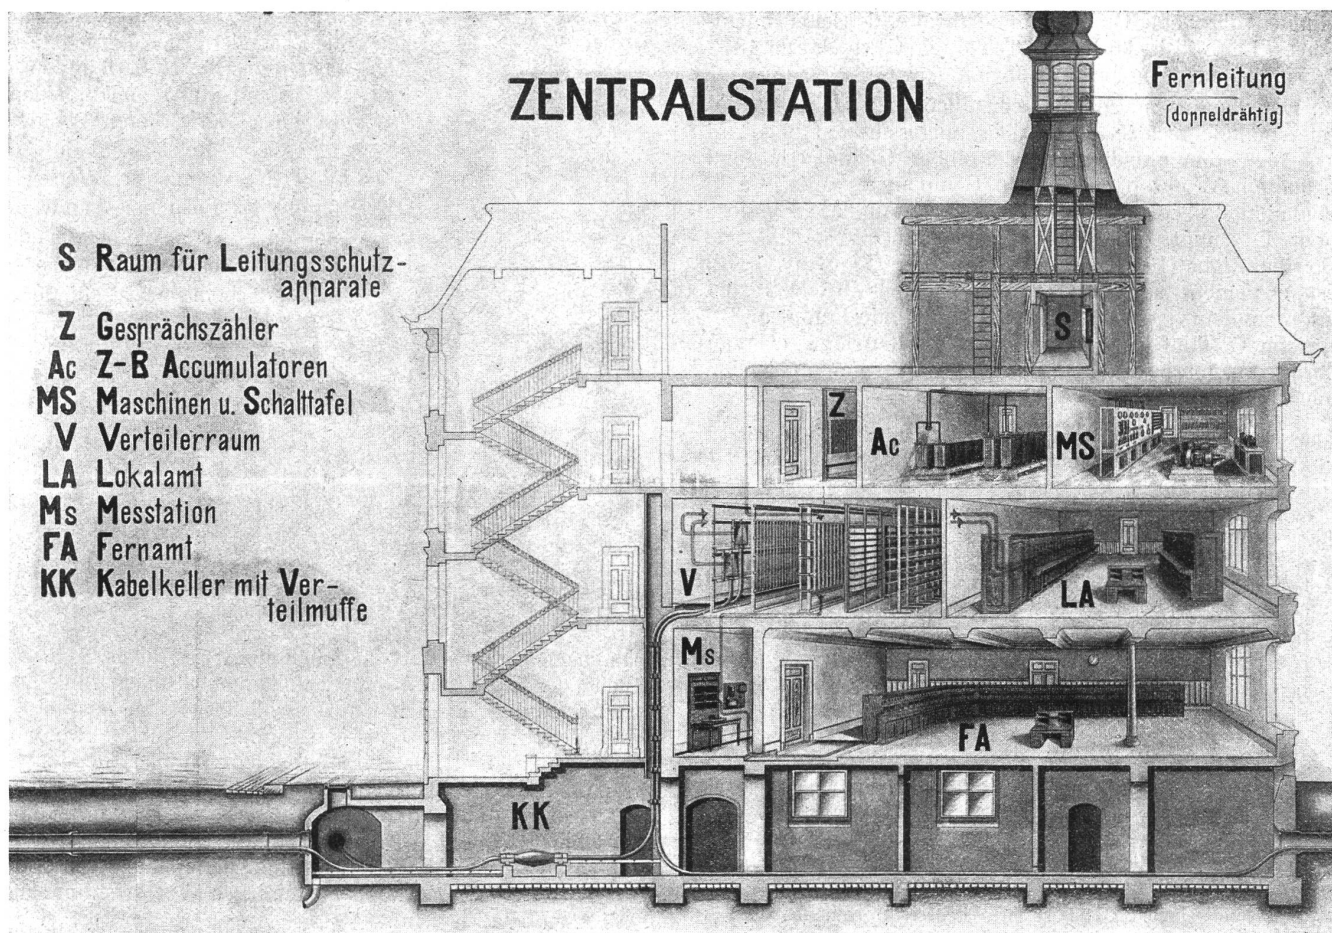 ZENTRALSTATION
Fernleitung
(doppeldrähtig)
S Raum für Leitungsschutz-
apparate
Z Gesprächszähler
Ac Z-B Accumulatoren
MS Maschinen u. Schalttafel
V Verteilerraum
LA Lokalamt
Ms Messtation
FA Fernamt
KK Kabelkeller mit Ver-
teilmuffe
S
Z
Ac
MS
V
LA
Ms
FA
KK